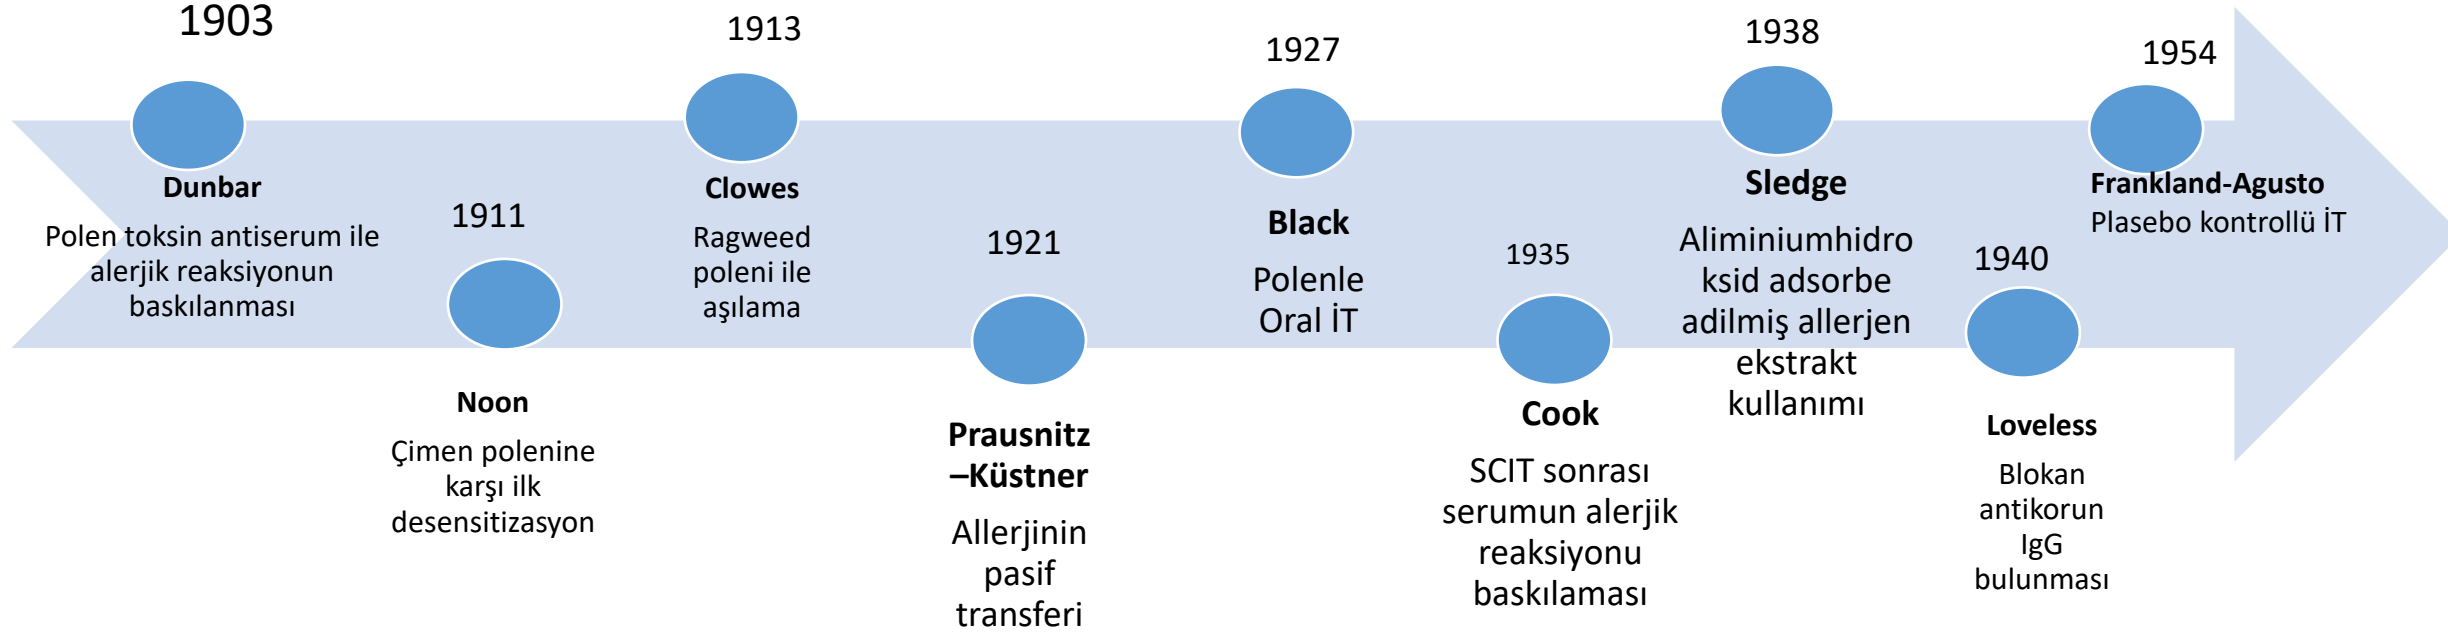 1903
Dunbar
Polen toksin antiserum ile
alerjik reaksiyonun
baskılanması
1911
Noon
Çimen polenine
karşı ilk
desensitizasyon
1913
Clowes
Ragweed
poleni ile
aşılama
1921
Prausnitz
–Küstner
Allerjinin
pasif
transferi
1927
Black
Polenle
Oral İT
1935
Cook
SCIT sonrası
serumun alerjik
reaksiyonu
baskılaması
1938
Sledge
Aliminiumhidro
ksid adsorbe
adilmiş allerjen
ekstrakt
kullanımı
1940
Loveless
Blokan
antikorun
IgG
bulunması
1954
Frankland-Agusto
Plasebo kontrollü İT